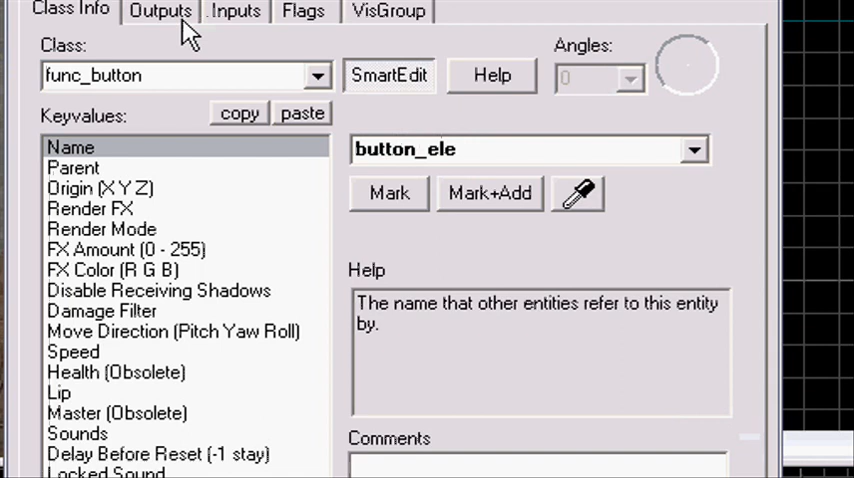 Class Info Outputs Inputs Flags VisGroup
Class:
func_button SmartEdit Help
Angles:
0
Keyvalues: copy paste
Name
Parent
Origin (X Y Z)
Render FX
Render Mode
FX Amount (0 - 255)
FX Color (R G B)
Disable Receiving Shadows
Damage Filter
Move Direction (Pitch Yaw Roll)
Speed
Health (Obsolete)
Lip
Master (Obsolete)
Sounds
Delay Before Reset (-1 stay)
Locked Sound
button_ele
Mark Mark+Add
Help
The name that other entities refer to this entity
by.
Comments